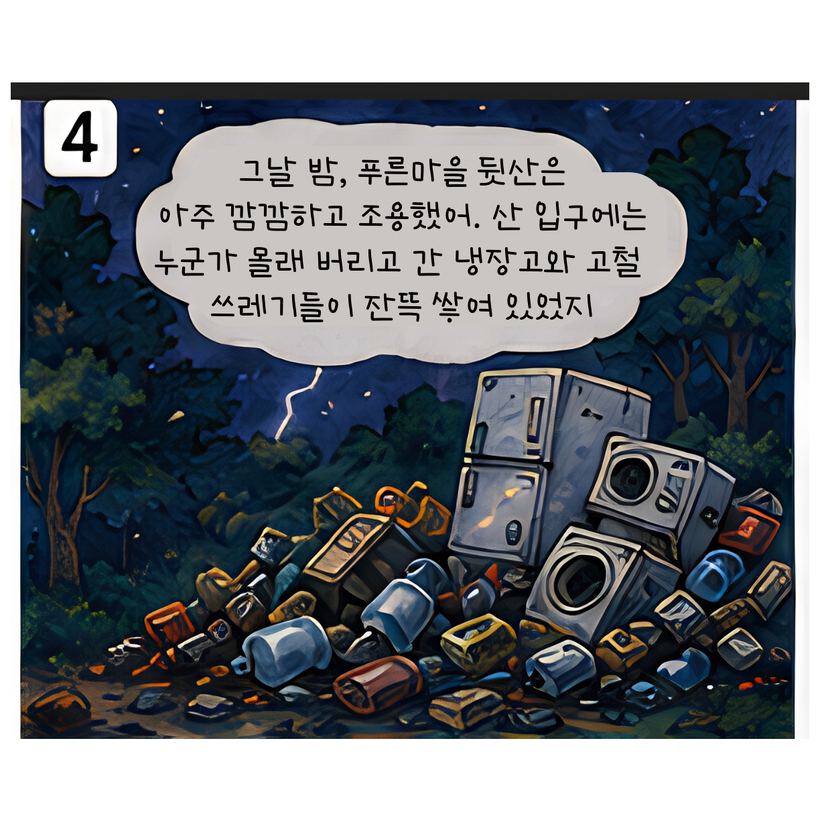 4
그날 밤, 푸른마을 뒷산은
아주 깜깜하고 조용했어. 산 입구에는
누군가 몰래 버리고 간 냉장고와 고철
쓰레기들이 잔뜩 쌓여 있었지